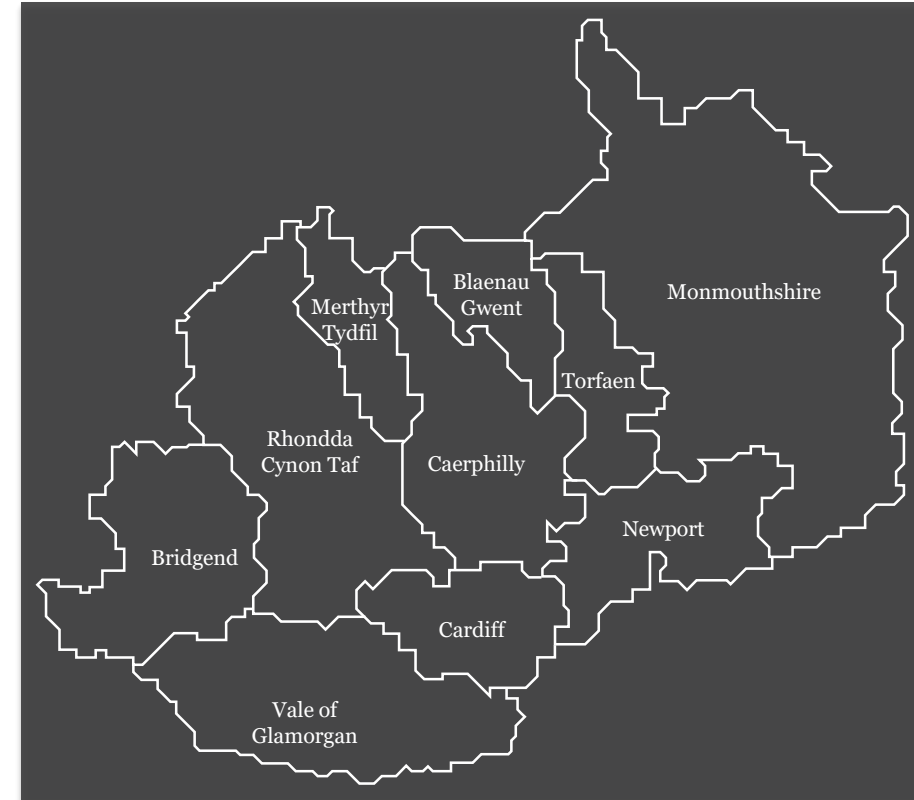 Blaenau
Gwent
Monmouthshire
Merthyr
Tydfil
Torfaen
Rhondda
Cynon Taf
Caerphilly
Newport
Bridgend
Cardiff
Vale of
Glamorgan